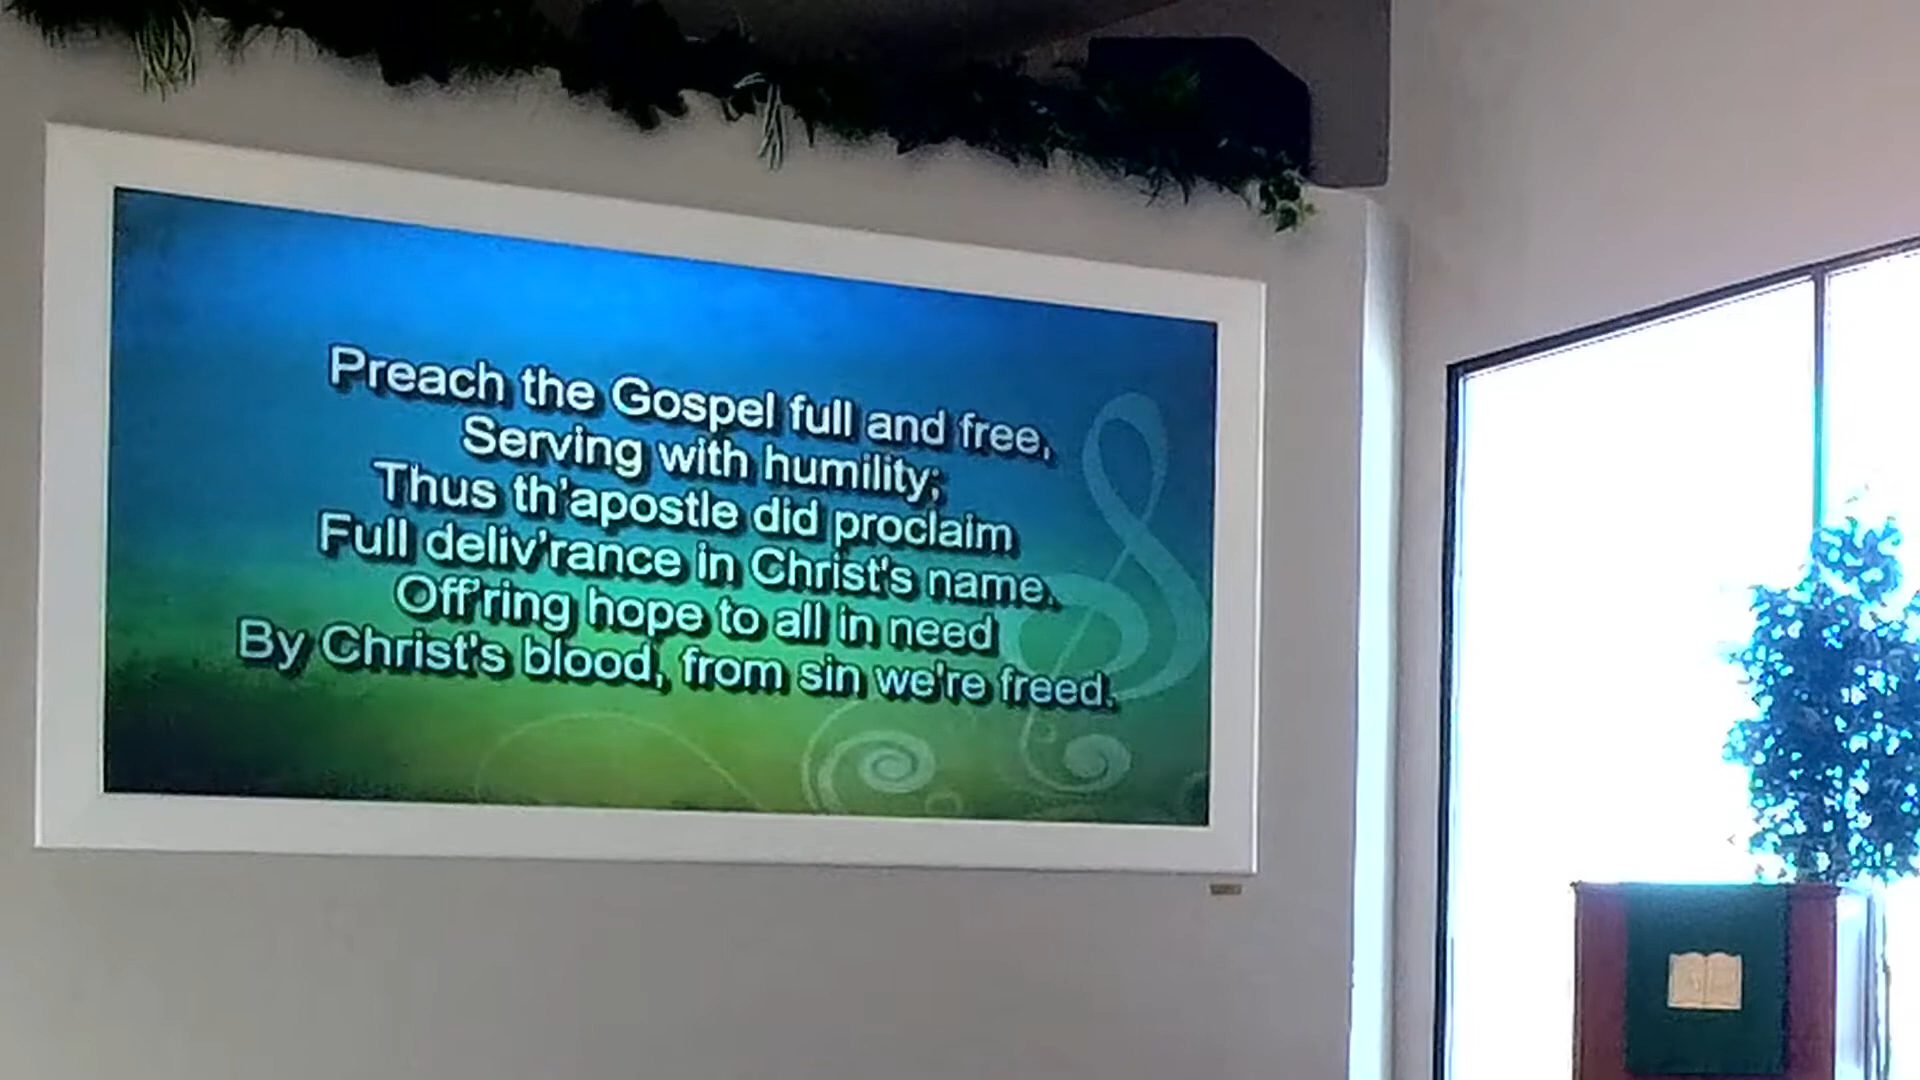 Preach the Gospel full and free,
Serving with humility;
Thus th'apostle did proclaim
Full deliv'rance in Christ's name.
Off'ring hope to all in need
By Christ's blood, from sin we're freed.